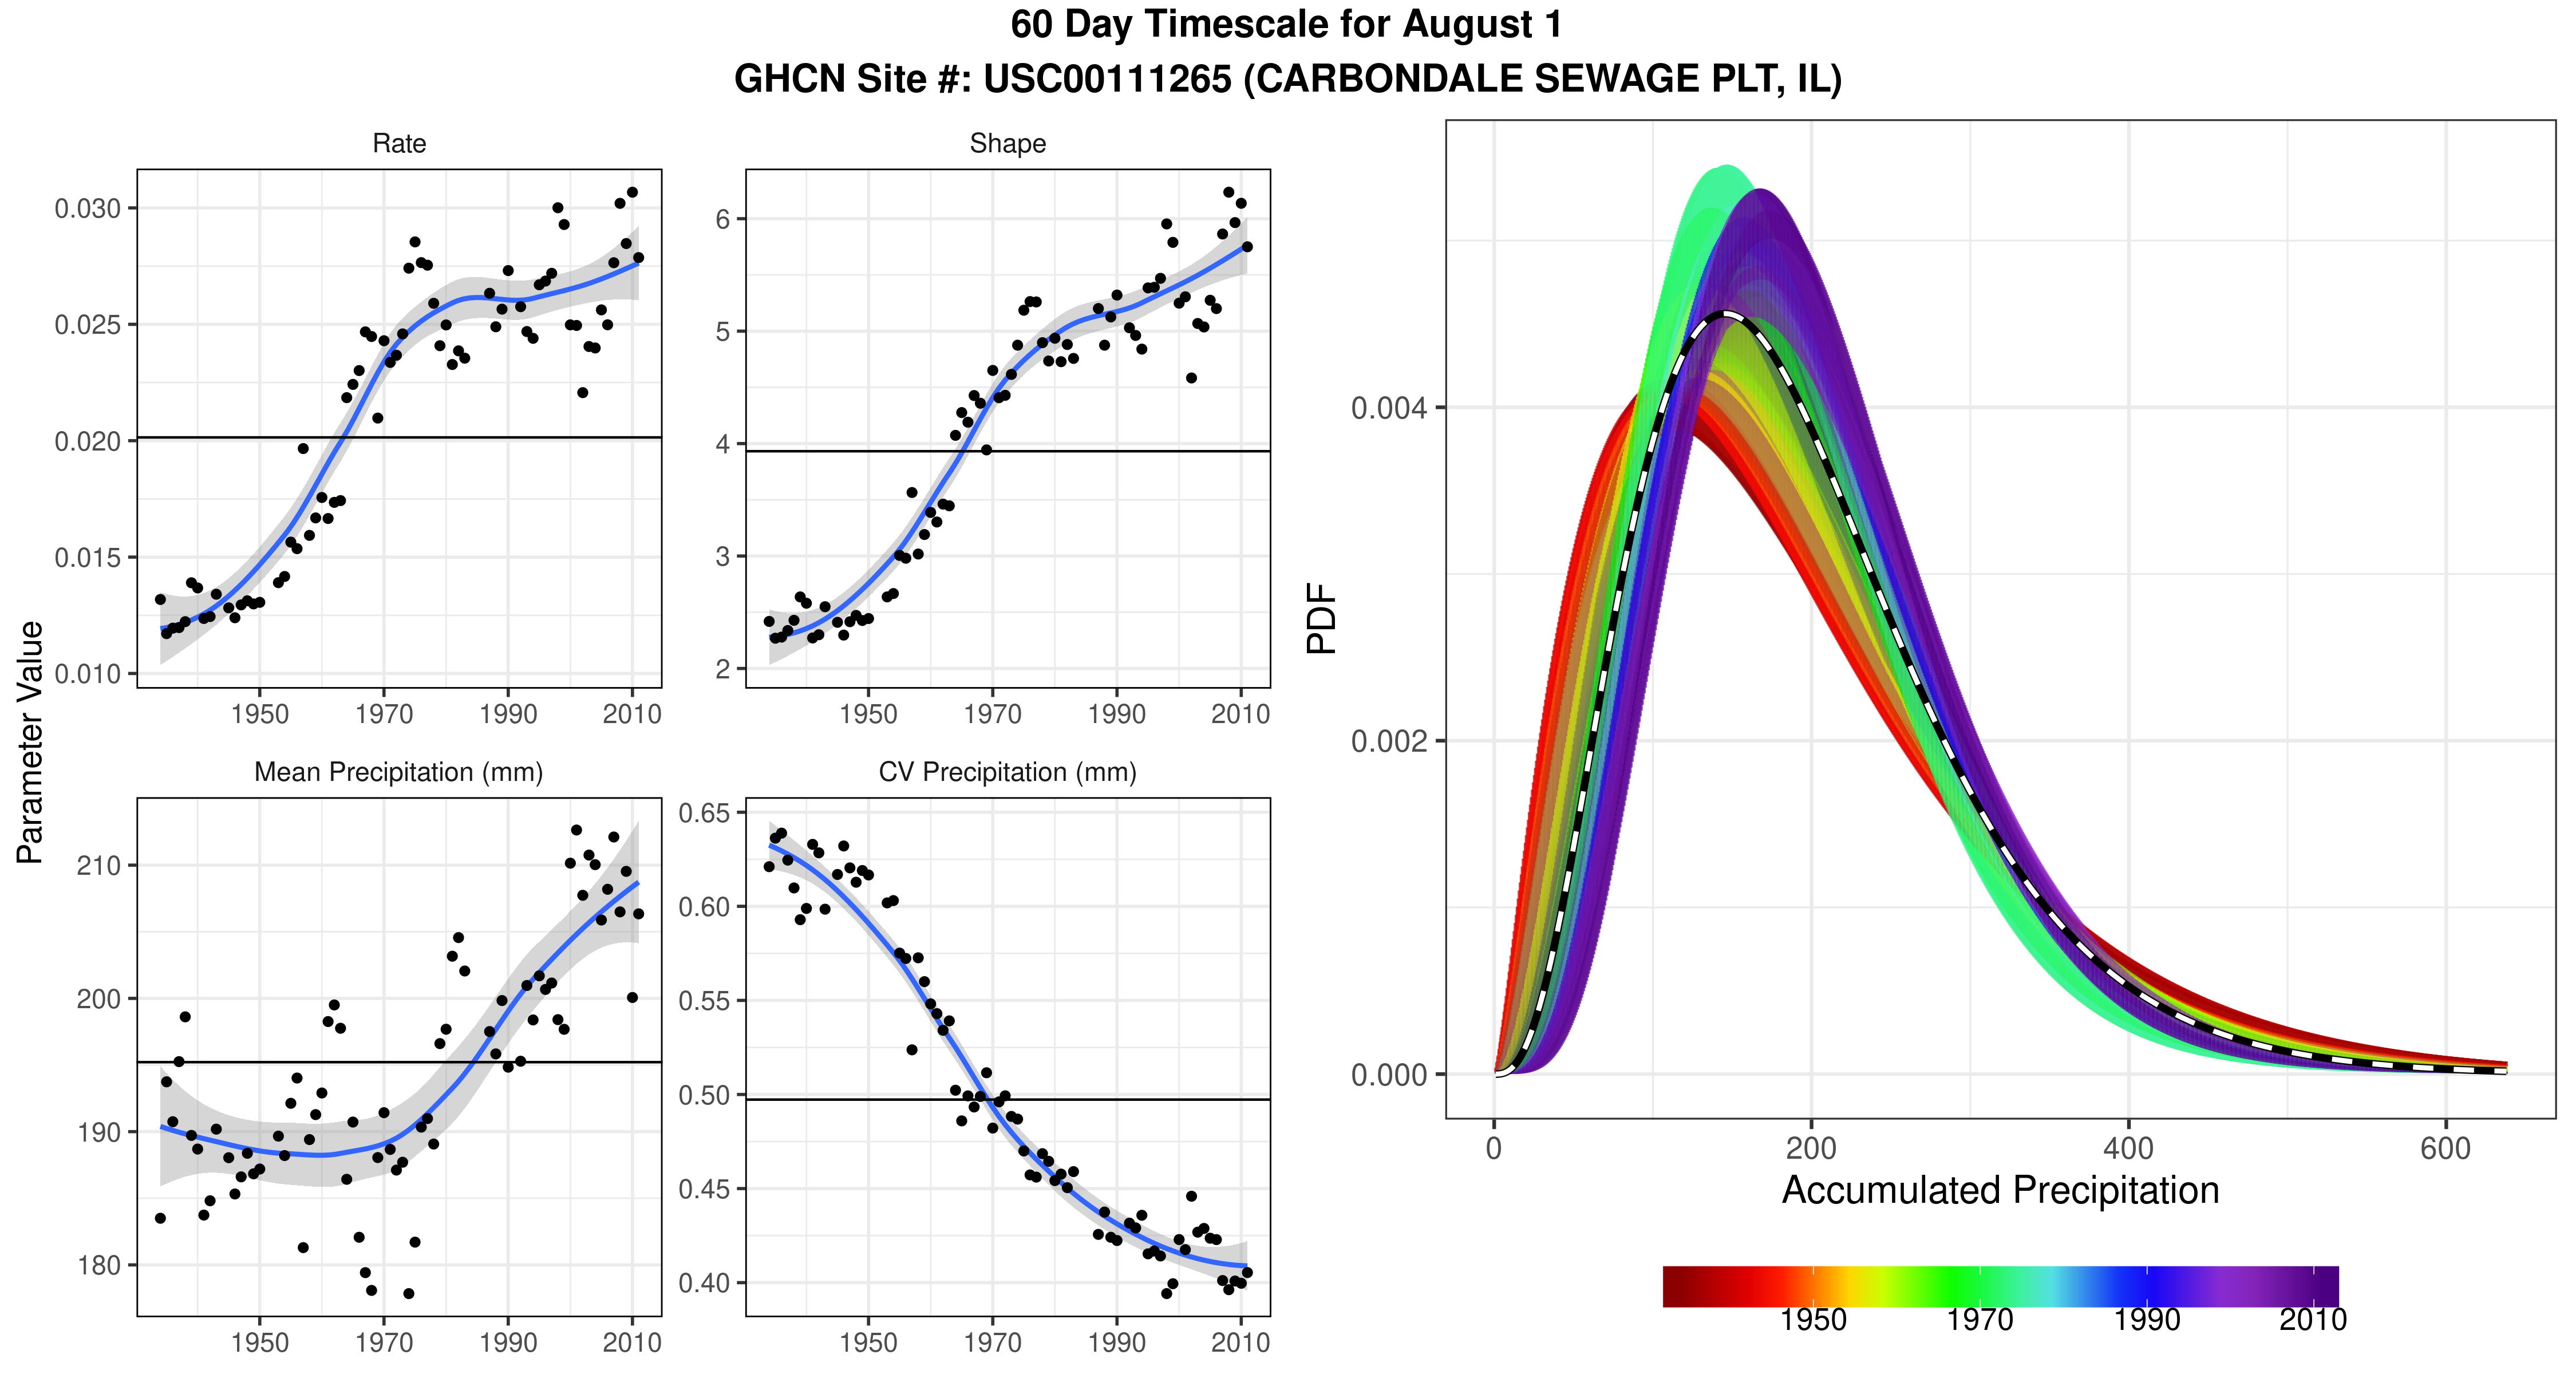 60 Day Timescale for August 1
GHCN Site #: USC00111265 (CARBONDALE SEWAGE PLT, IL)
Parameter Value
Rate
0.030
0.025
0.020
0.015
0.010
1950 1970 1990 2010
Shape
6
5
4
3
2
1950 1970 1990 2010
Mean Precipitation (mm)
210
200
190
180
1950 1970 1990 2010
CV Precipitation (mm)
0.65
0.60
0.55
0.50
0.45
0.40
1950 1970 1990 2010
PDF
0.004
0.002
0.000
0 200 400 600
Accumulated Precipitation
1950 1970 1990 2010